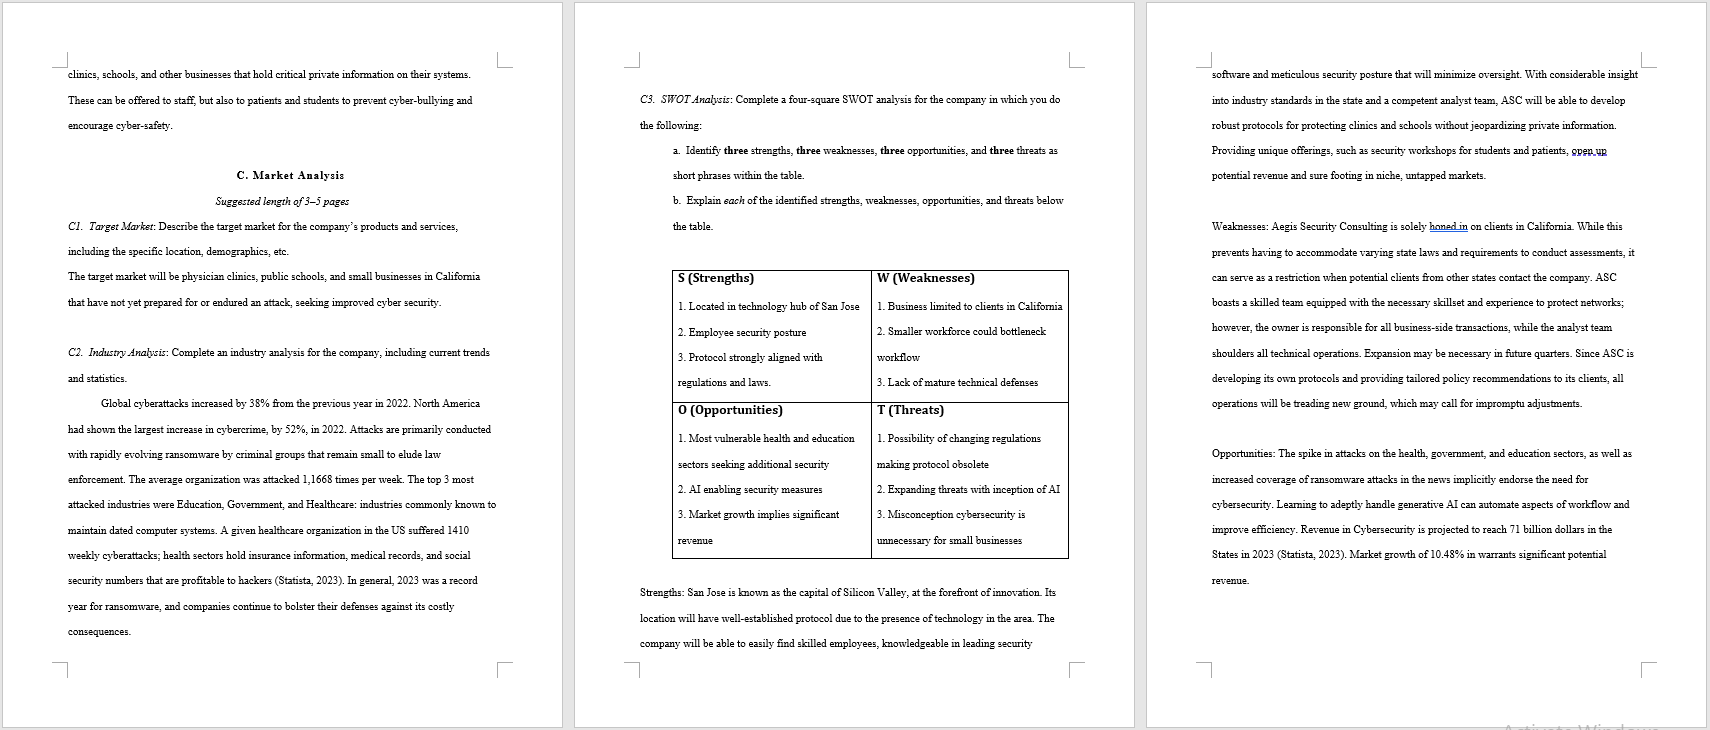 clinics, schools, and other businesses that hold critical private information on their systems.
These can be offered to staff, but also to patients and students to prevent cyber-bullying and
encourage cyber-safety.
C. Market Analysis
Suggested length of 3–5 pages
C1. Target Market: Describe the target market for the company's products and services,
including the specific location, demographics, etc.
The target market will be physician clinics, public schools, and small businesses in California
that have not yet prepared for or endured an attack, seeking improved cyber security.
C2. Industry Analysis: Complete an industry analysis for the company, including current trends
and statistics.
Global cyberattacks increased by 38% from the previous year in 2022. North America
had shown the largest increase in cybercrime, by 52%, in 2022. Attacks are primarily conducted
with rapidly evolving ransomware by criminal groups that remain small to elude law
enforcement. The average organization was attacked 1,1668 times per week. The top 3 most
attacked industries were Education, Government, and Healthcare: industries commonly known to
maintain dated computer systems. A given healthcare organization in the US suffered 1410
weekly cyberattacks; health sectors hold insurance information, medical records, and social
security numbers that are profitable to hackers (Statista, 2023). In general, 2023 was a record
year for ransomware, and companies continue to bolster their defenses against its costly
consequences.
C3. SWOT Analysis: Complete a four-square SWOT analysis for the company in which you do
the following:
a. Identify three strengths, three weaknesses, three opportunities, and three threats as
short phrases within the table.
b. Explain each of the identified strengths, weaknesses, opportunities, and threats below
the table.
S (Strengths)
1. Located in technology hub of San Jose
2. Employee security posture
3. Protocol strongly aligned with
regulations and laws.
W (Weaknesses)
1. Business limited to clients in California
2. Smaller workforce could bottleneck
workflow
3. Lack of mature technical defenses
O (Opportunities)
1. Most vulnerable health and education
sectors seeking additional security
2. AI enabling security measures
3. Market growth implies significant
revenue
T (Threats)
1. Possibility of changing regulations
making protocol obsolete
2. Expanding threats with inception of AI
3. Misconception cybersecurity is
unnecessary for small businesses
Strengths: San Jose is known as the capital of Silicon Valley, at the forefront of innovation. Its
location will have well-established protocol due to the presence of technology in the area. The
company will be able to easily find skilled employees, knowledgeable in leading security
software and meticulous security posture that will minimize oversight. With considerable insight
into industry standards in the state and a competent analyst team, ASC will be able to develop
robust protocols for protecting clinics and schools without jeopardizing private information.
Providing unique offerings, such as security workshops for students and patients, open up
potential revenue and sure footing in niche, untapped markets.
Weaknesses: Aegis Security Consulting is solely honed in on clients in California. While this
prevents having to accommodate varying state laws and requirements to conduct assessments, it
can serve as a restriction when potential clients from other states contact the company. ASC
boasts a skilled team equipped with the necessary skillset and experience to protect networks;
however, the owner is responsible for all business-side transactions, while the analyst team
shoulders all technical operations. Expansion may be necessary in future quarters. Since ASC is
developing its own protocols and providing tailored policy recommendations to its clients, all
operations will be treading new ground, which may call for impromptu adjustments.
Opportunities: The spike in attacks on the health, government, and education sectors, as well as
increased coverage of ransomware attacks in the news implicitly endorse the need for
cybersecurity. Learning to adeptly handle generative AI can automate aspects of workflow and
improve efficiency. Revenue in Cybersecurity is projected to reach 71 billion dollars in the
States in 2023 (Statista, 2023). Market growth of 10.48% in warrants significant potential
revenue.